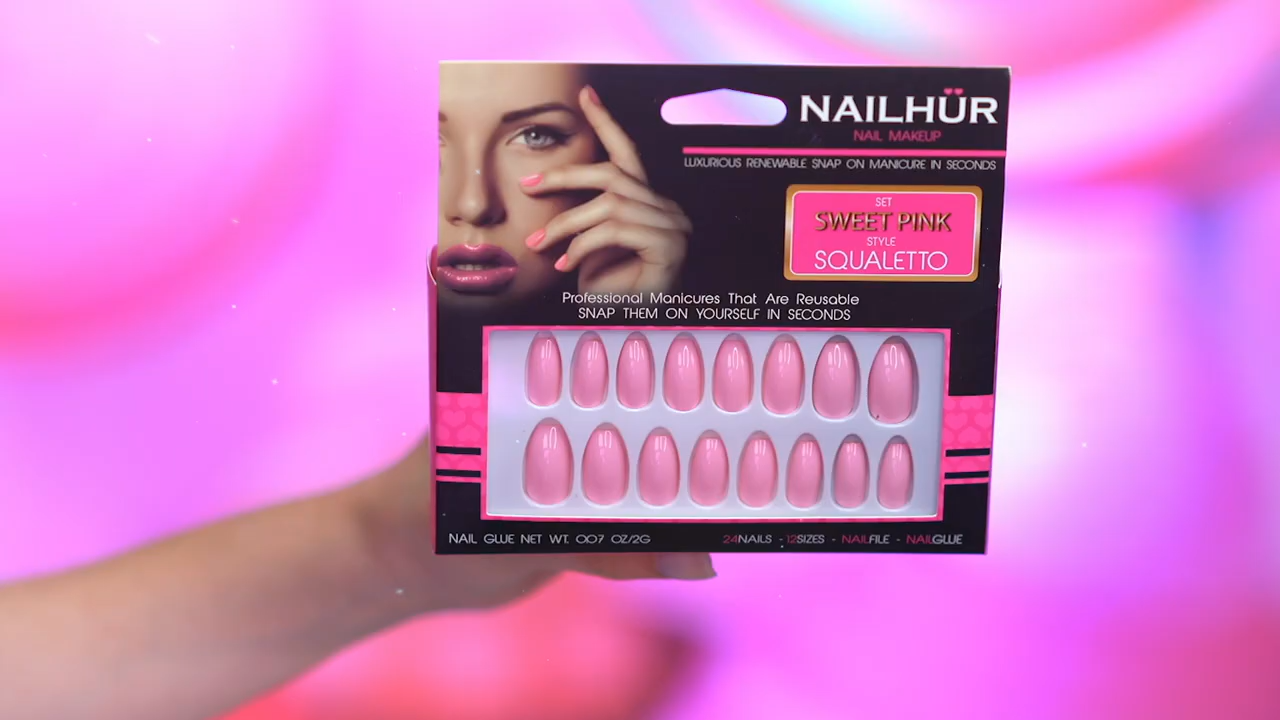 NAILHÜR
NAIL MAKEUP
LUXURIOUS RENEWABLE SNAP ON MANICURE IN SECONDS
SET
SWEET PINK
STYLE
SQUALETTO
Professional Manicures That Are Reusable
SNAP THEM ON YOURSELF IN SECONDS
NAIL GLUE NET WT. 007 OZ/2G
24NAILS - 12SIZES - NAILFILE - NAILGLUE